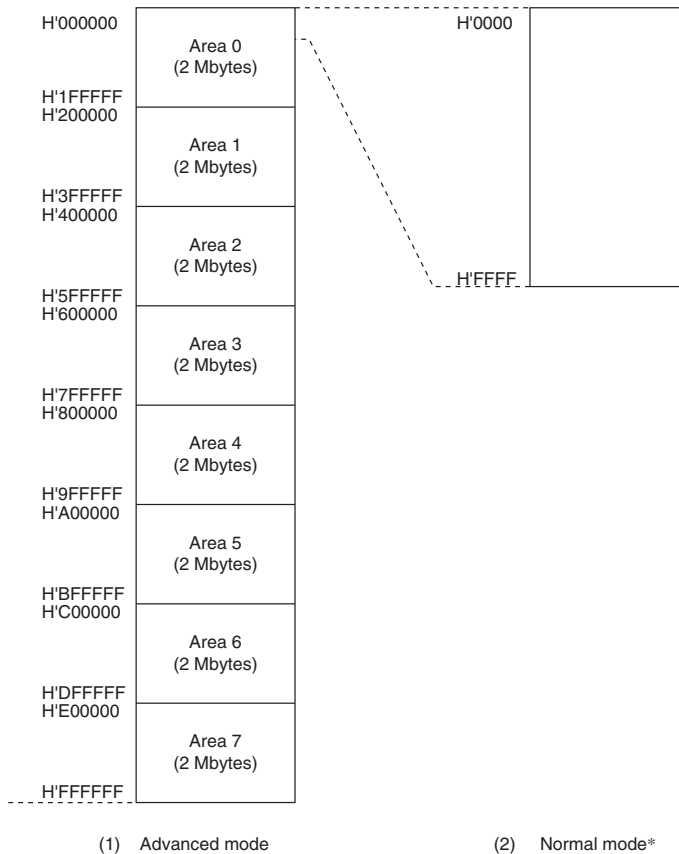 H'000000
Area 0
(2 Mbytes)
H'1FFFFF
H'200000
Area 1
(2 Mbytes)
H'3FFFFF
H'400000
Area 2
(2 Mbytes)
H'5FFFFF
H'600000
Area 3
(2 Mbytes)
H'7FFFFF
H'800000
Area 4
(2 Mbytes)
H'9FFFFF
H'A00000
Area 5
(2 Mbytes)
H'BFFFFF
H'C00000
Area 6
(2 Mbytes)
H'DFFFFF
H'E00000
Area 7
(2 Mbytes)
H'FFFFFF
(1) Advanced mode
H'0000
H'FFFF
(2) Normal mode*